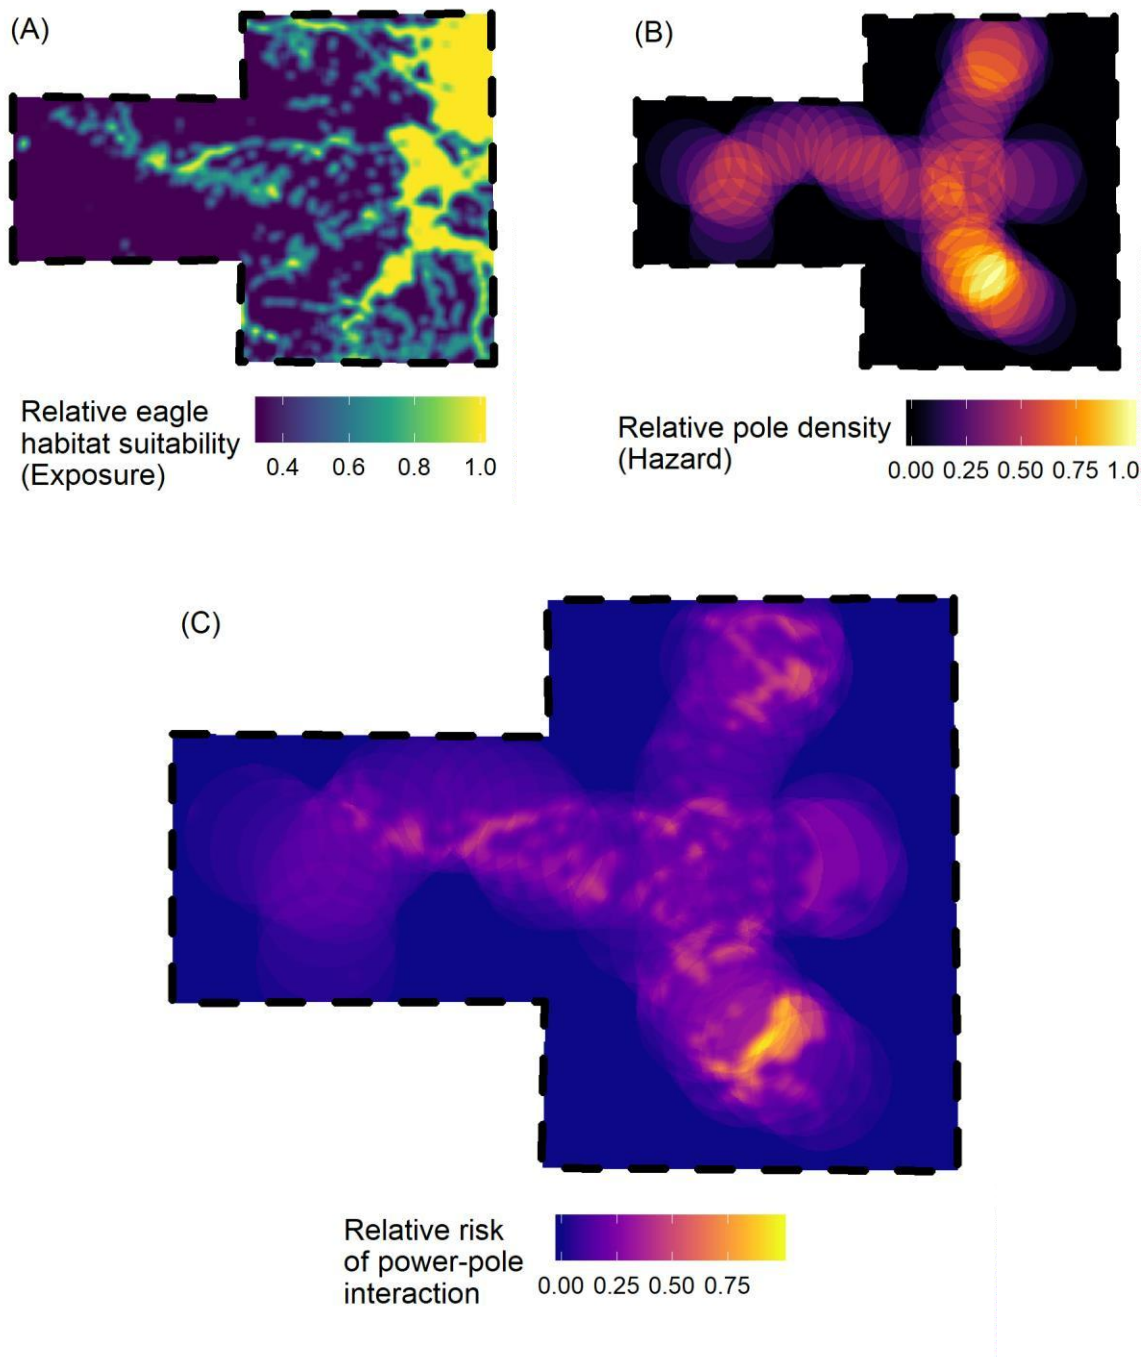 (A)
Relative eagle
habitat suitability
(Exposure)
0.4 0.6 0.8 1.0
(B)
Relative pole density
(Hazard)
0.00 0.25 0.50 0.75 1.0
(C)
Relative risk
of power-pole
interaction
0.00 0.25 0.50 0.75